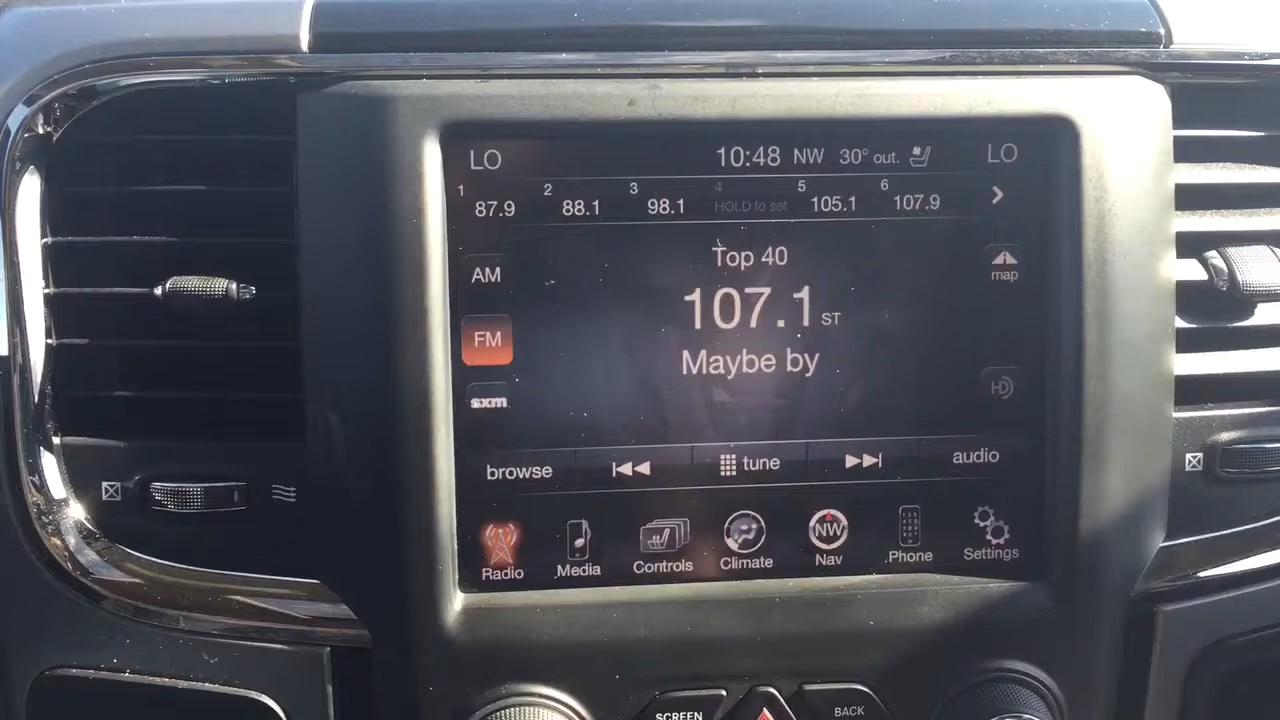 LO 10:48 NW 30° out. LO
1 2 3 4 5 6
87.9 88.1 98.1 HOLD to set 105.1 107.9
Top 40
AM
map
107.1 ST
FM
Maybe by
HD
sxm
browse tune audio
NW
Radio Media Controls Climate Nav Phone Settings
SCREEN BACK